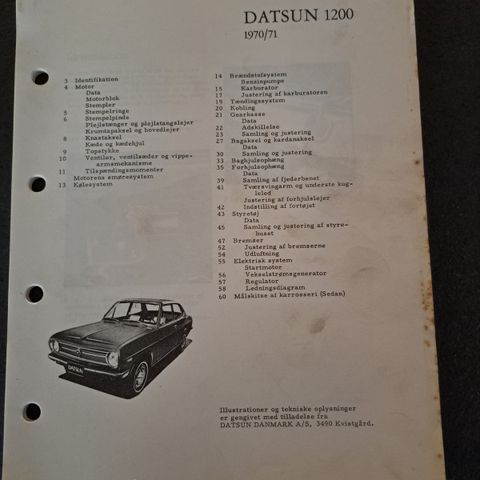 DATSUN 1200
1970/71
3 Identifikation
4 Motor
Data
Motorblok
Stempler
5 Stempelringe
6 Stempelpinde
Plejlstænger og plejlstangslejer
Krumtapaksel og hovedlejer
8 Knastaksel
Kæde og kædehjul
9 Topstykke
10 Ventiler, ventilsæder og vippe-
armsmekanisme
11 Tilspændingsmomenter
Motorens smøresystem
13 Kølesystem
14 Brændstofsystem
Benzinpumpe
15 Karburator
17 Justering af karburatoren
19 Tændingssystem
20 Kobling
21 Gearkasse
Data
22 Adskillelse
23 Samling og justering
27 Bagaksel og kardanaksel
Data
30 Samling og justering
33 Baghjulsophæng
35 Forhjulsophæng
Data
39 Samling af fjederbenet
41 Tværsvingarm og underste kug-
leled
Justering af forhjulslejer
42 Indstilling af fortøjet
43 Styretøj
Data
45 Samling og justering af styre-
huset
47 Bremser
52 Justering af bremserne
54 Udluftning
55 Elektrisk system
Startmotor
56 Vekselstrømsgenerator
57 Regulator
58 Ledningsdiagram
60 Målskitse af karrosseri (Sedan)
DATSUN
Illustrationer og tekniske oplysninger
er gengivet med tilladelse fra
DATSUN DANMARK A/S, 3490 Kvistgård.